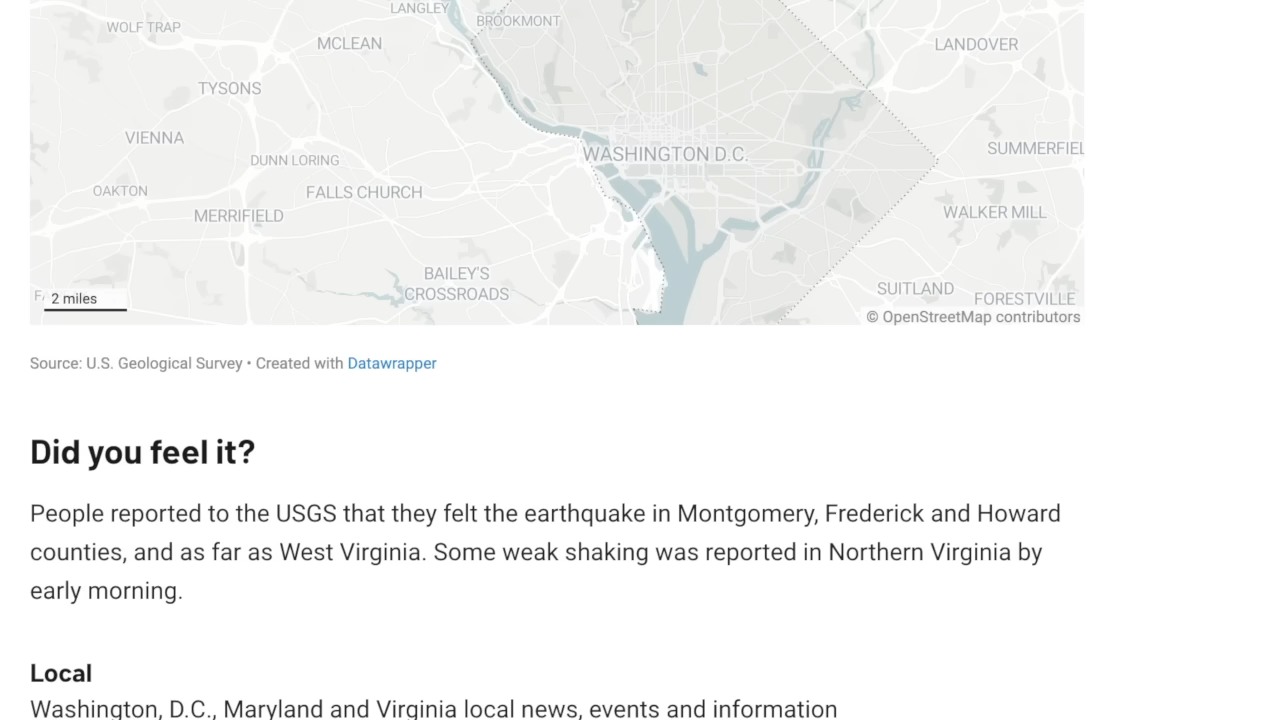 LANGLEY
BROOKMONT
WOLF TRAP
MCLEAN
LANDOVER
TYSONS
VIENNA
DUNN LORING
WASHINGTON D.C.
SUMMERFIEL
OAKTON
FALLS CHURCH
MERRIFIELD
WALKER MILL
BAILEY'S
CROSSROADS
SUITLAND
FORESTVILLE
2 miles
© OpenStreetMap contributors
Source: U.S. Geological Survey • Created with Datawrapper
Did you feel it?
People reported to the USGS that they felt the earthquake in Montgomery, Frederick and Howard
counties, and as far as West Virginia. Some weak shaking was reported in Northern Virginia by
early morning.
Local
Washington, D.C., Maryland and Virginia local news, events and information